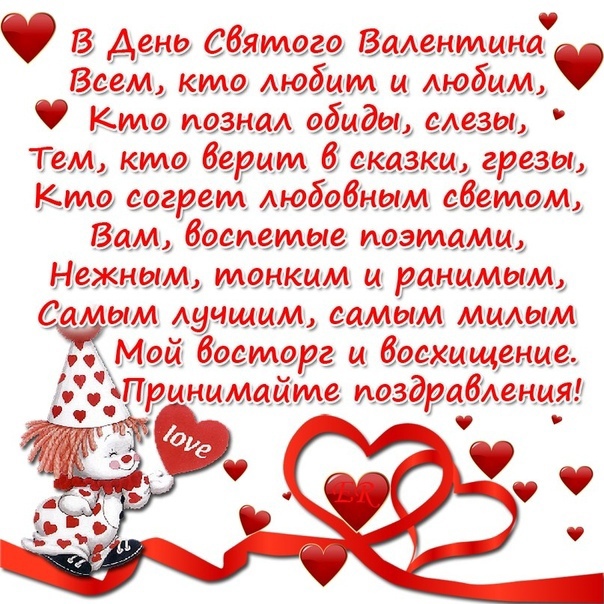 В День Святого Валентина
Всем, кто любит и любим,
Кто познал обиды, слезы,
Тем, кто верит в сказки, грезы,
Кто согрет любовным светом,
Вам, воспетые поэтами,
Нежным, тонким и ранимым,
Самым лучшим, самым милым
Мой восторг и восхищение.
Принимайте поздравления!
love
ER